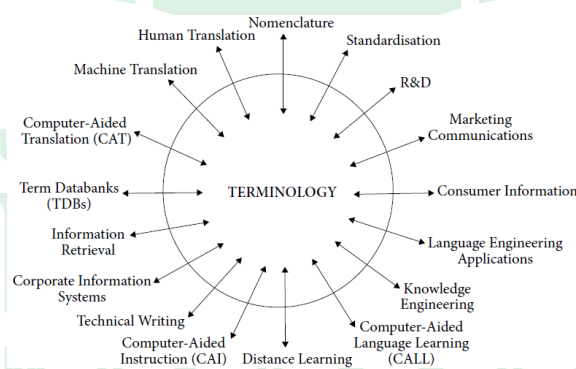 Nomenclature
Human Translation
Standardisation
Machine Translation
R&D
Computer-Aided
Translation (CAT)
Marketing
Communications
Term Databanks
(TDBs)
TERMINOLOGY
Consumer Information
Information
Retrieval
Language Engineering
Applications
Corporate Information
Systems
Knowledge
Engineering
Technical Writing
Computer-Aided
Language Learning
(CALL)
Computer-Aided
Instruction (CAI)
Distance Learning